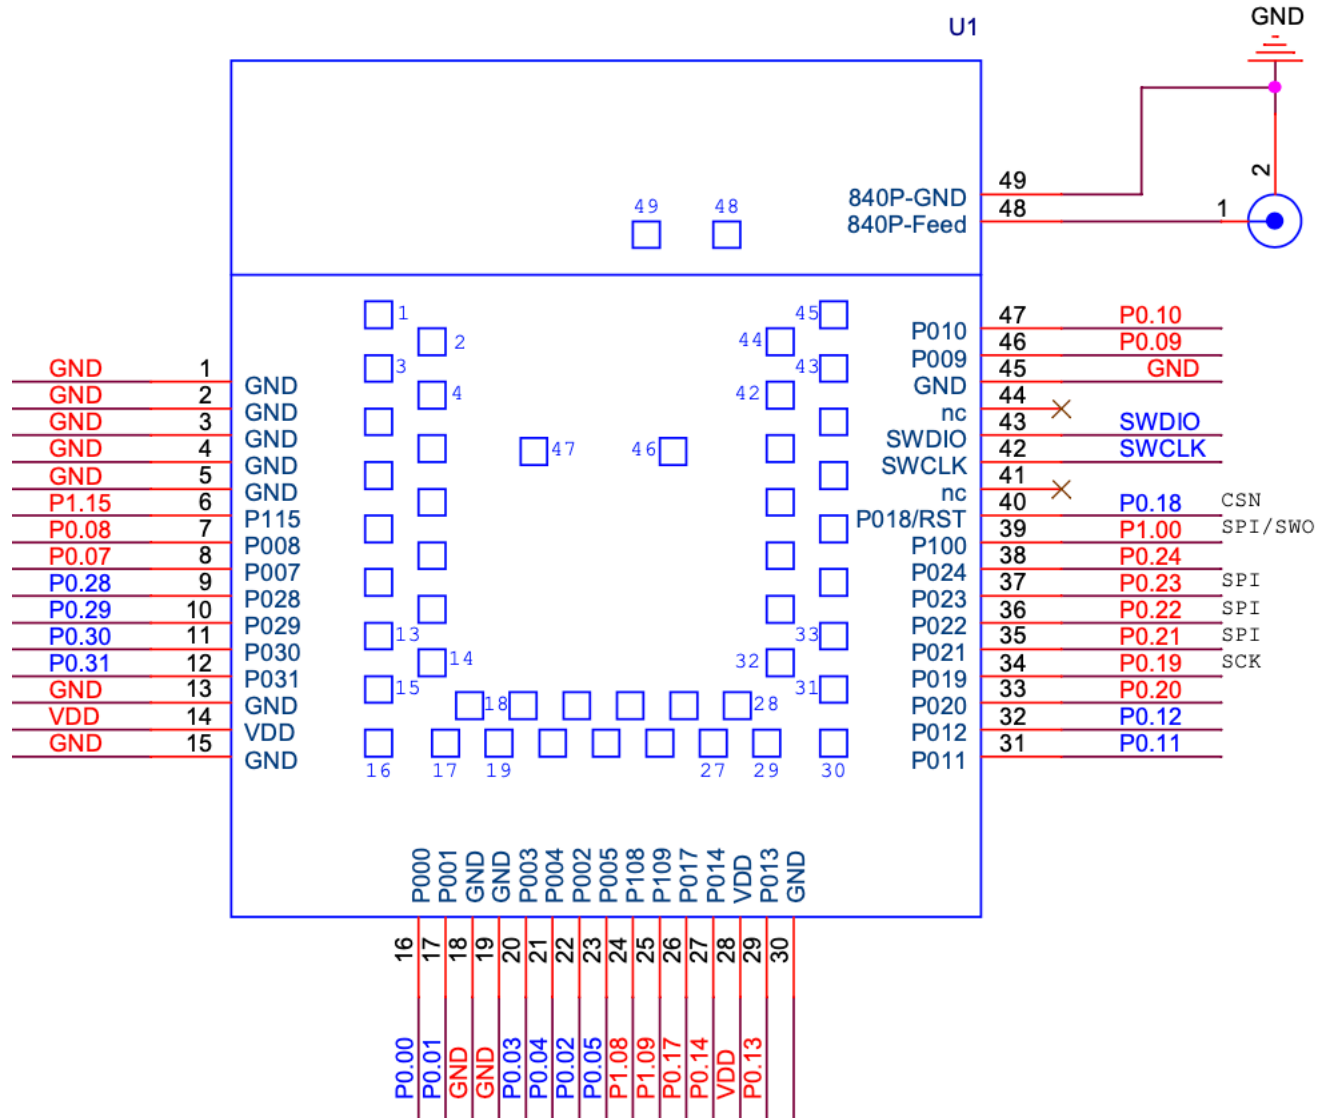 GND
U1
49
840P-GND
48
840P-Feed
2
1
49 48
1
2
3
4
45
44
43
42
47 46
13
14
15
33
32
31
18 28
16 17 19 27 29 30
GND 1 GND
GND 2 GND
GND 3 GND
GND 4 GND
GND 5 GND
P1.15 6 P115
P0.08 7 P008
P0.07 8 P007
P0.28 9 P028
P0.29 10 P029
P0.30 11 P030
P0.31 12 P031
GND 13 GND
VDD 14 VDD
GND 15 GND
P010 47 P0.10
P009 46 P0.09
GND 45 GND
nc 44
SWDIO 43 SWDIO
SWCLK 42 SWCLK
nc 41
P018/RST 40 P0.18 CSN
P100 39 P1.00 SPI/SWO
P024 38 P0.24
P023 37 P0.23 SPI
P022 36 P0.22 SPI
P021 35 P0.21 SPI
P019 34 P0.19 SCK
P020 33 P0.20
P012 32 P0.12
P011 31 P0.11
P000 P001 GND GND P003 P004 P002 P005 P108 P109 P017 P014 VDD P013 GND
16 17 18 19 20 21 22 23 24 25 26 27 28 29 30
P0.00 P0.01 GND GND P0.03 P0.04 P0.02 P0.05 P1.08 P1.09 P0.17 P0.14 VDD P0.13